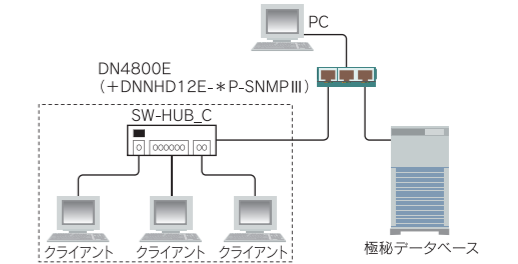 PC
DN4800E
(+DNNHD12E-＊P-SNMPⅢ)
SW-HUB_C
クライアント
クライアント
クライアント
極秘データベース